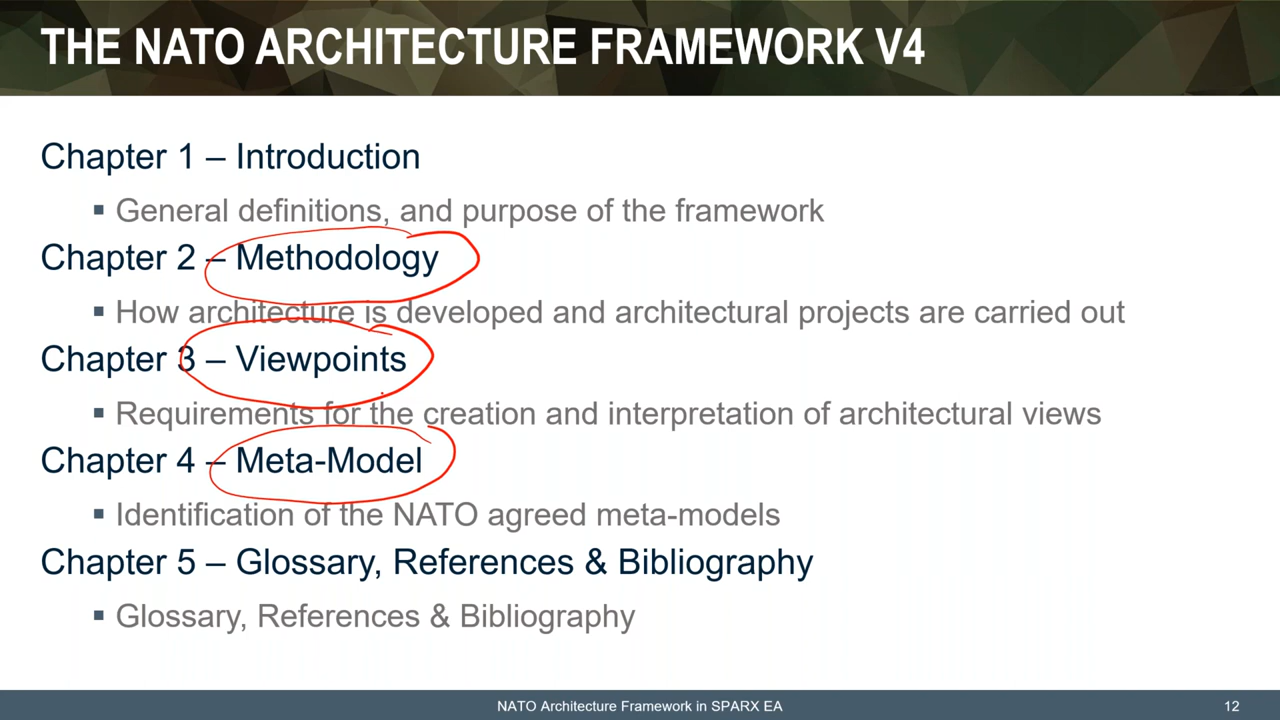 THE NATO ARCHITECTURE FRAMEWORK V4
Chapter 1 – Introduction
▪ General definitions, and purpose of the framework
Chapter 2 – Methodology
▪ How architecture is developed and architectural projects are carried out
Chapter 3 – Viewpoints
▪ Requirements for the creation and interpretation of architectural views
Chapter 4 – Meta-Model
▪ Identification of the NATO agreed meta-models
Chapter 5 – Glossary, References & Bibliography
▪ Glossary, References & Bibliography
NATO Architecture Framework in SPARX EA
12